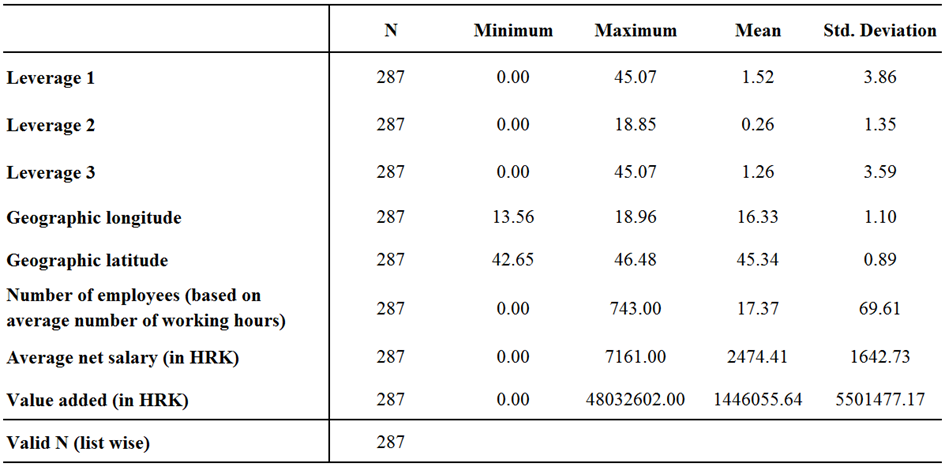 N Minimum Maximum Mean Std. Deviation
Leverage 1 287 0.00 45.07 1.52 3.86
Leverage 2 287 0.00 18.85 0.26 1.35
Leverage 3 287 0.00 45.07 1.26 3.59
Geographic longitude 287 13.56 18.96 16.33 1.10
Geographic latitude 287 42.65 46.48 45.34 0.89
Number of employees (based on
average number of working hours) 287 0.00 743.00 17.37 69.61
Average net salary (in HRK) 287 0.00 7161.00 2474.41 1642.73
Value added (in HRK) 287 0.00 48032602.00 1446055.64 5501477.17
Valid N (list wise) 287